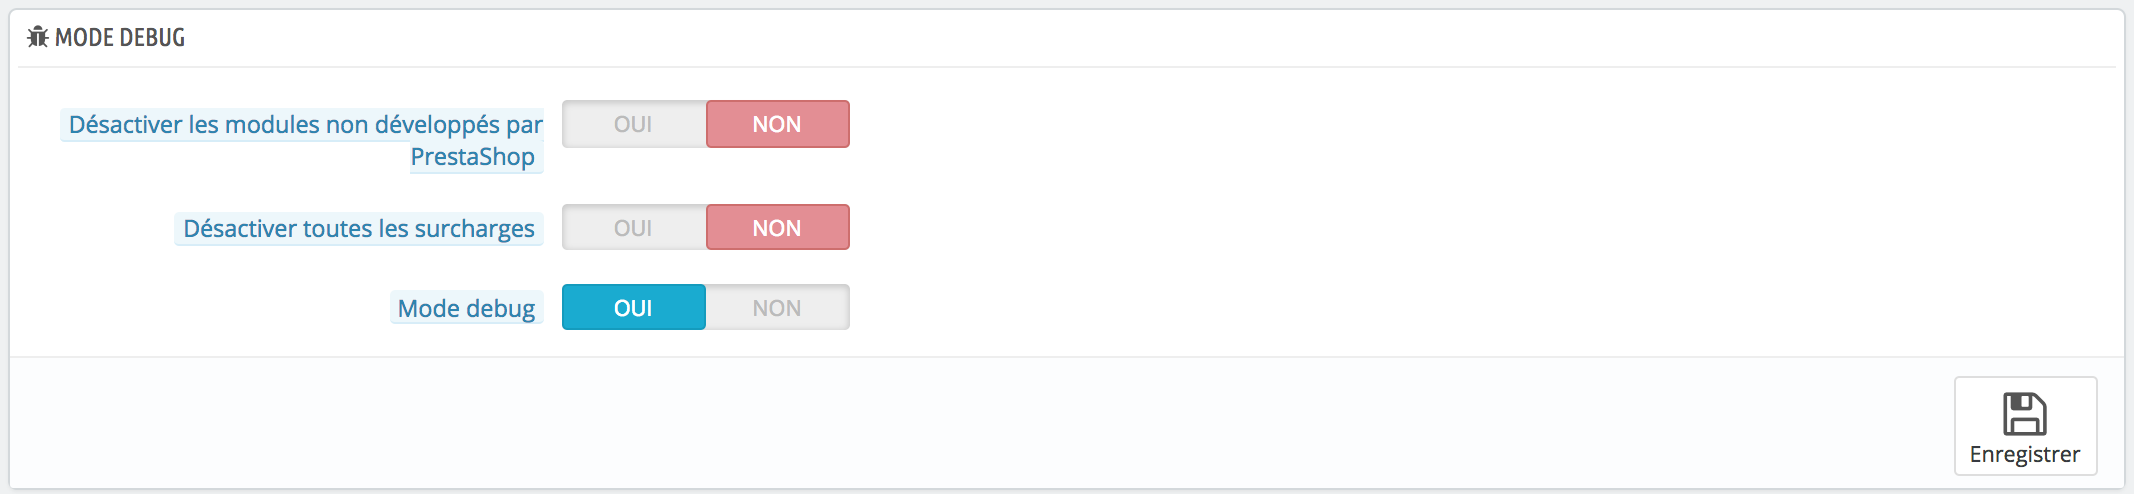 MODE DEBUG
Désactiver les modules non développés par
PrestaShop
OUI NON
Désactiver toutes les surcharges OUI NON
Mode debug OUI NON
Enregistrer